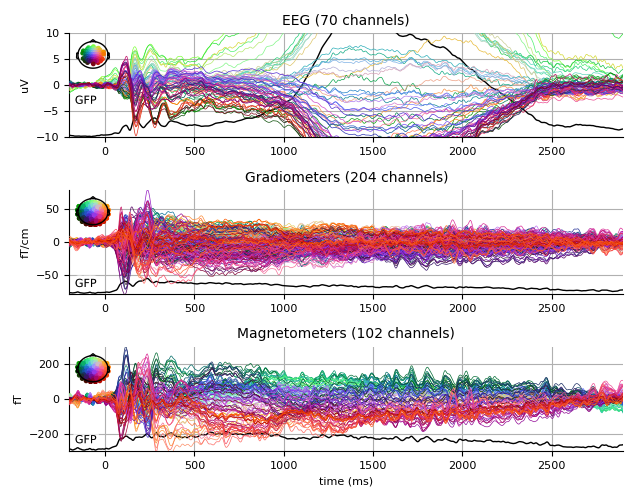 EEG (70 channels)
10
5
0
−5
−10
uV
GFP
0 500 1000 1500 2000 2500
Gradiometers (204 channels)
50
0
−50
fT/cm
GFP
0 500 1000 1500 2000 2500
Magnetometers (102 channels)
200
0
−200
fT
GFP
0 500 1000 1500 2000 2500
time (ms)